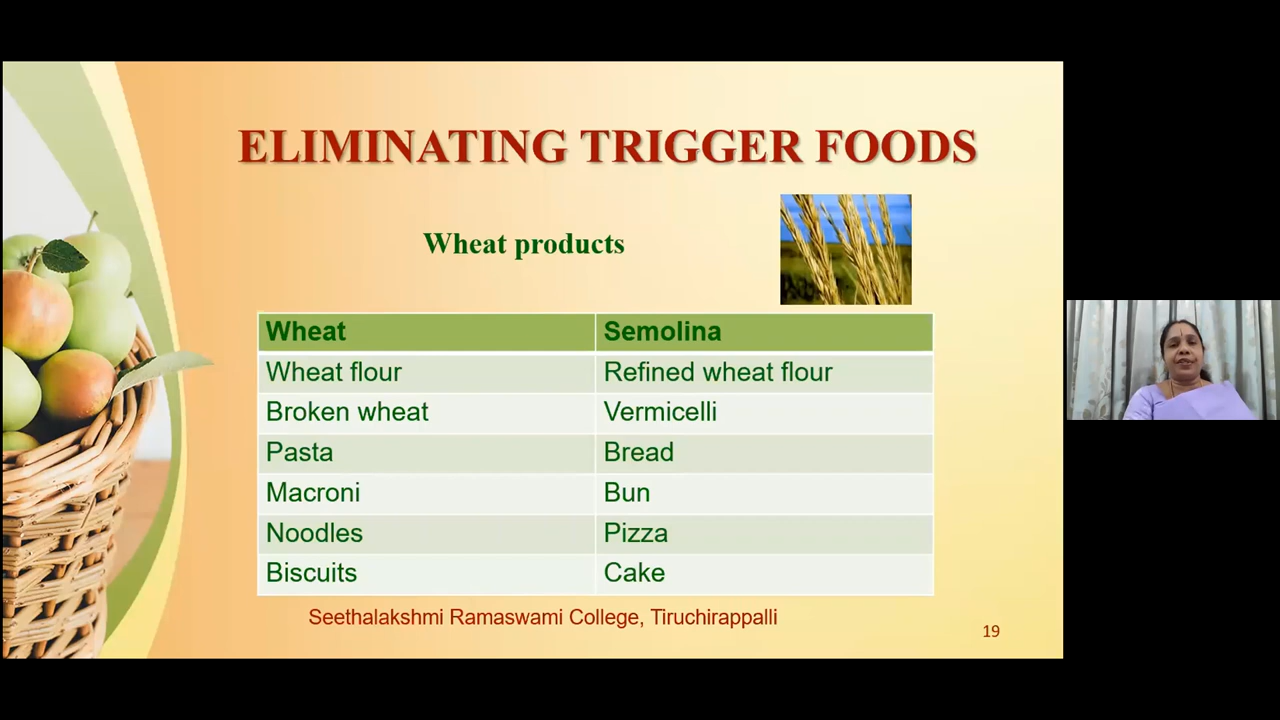 ELIMINATING TRIGGER FOODS
Wheat products
Wheat Semolina
Wheat flour Refined wheat flour
Broken wheat Vermicelli
Pasta Bread
Macroni Bun
Noodles Pizza
Biscuits Cake
Seethalakshmi Ramaswami College, Tiruchirappalli
19